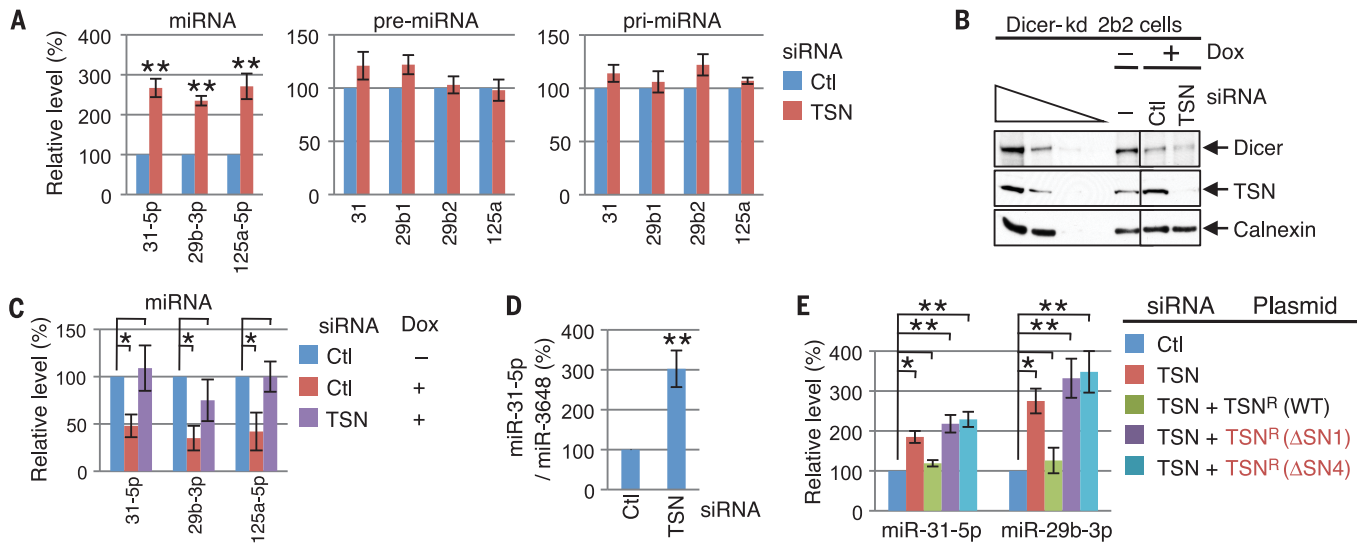 A
miRNA
pre-miRNA
pri-miRNA
Relative level (%)
400
300
200
100
0
** ** **
31-5p
29b-3p
125a-5p
150
100
50
0
31
29b1
29b2
125a
150
100
50
0
31
29b1
29b2
125a
siRNA
Ctl
TSN
B
Dicer-kd 2b2 cells
− + Dox
− Ctl TSN siRNA
Dicer
TSN
Calnexin
C
miRNA
Relative level (%)
150
100
50
0
* * *
31-5p
29b-3p
125a-5p
siRNA Dox
Ctl −
Ctl +
TSN +
D
miR-31-5p
/ miR-3648 (%)
400
300
200
100
0
**
Ctl
TSN
siRNA
E
Relative level (%)
400
300
200
100
0
**
**
*
**
**
*
miR-31-5p
miR-29b-3p
siRNA Plasmid
Ctl
TSN
TSN + TSNᴿ (WT)
TSN + TSNᴿ (ΔSN1)
TSN + TSNᴿ (ΔSN4)